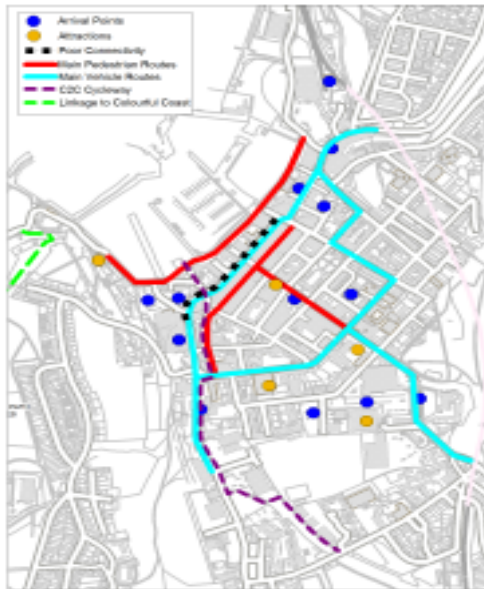 Arrival Points
Attractions
Poor Connectivity
Main Pedestrian Routes
Main Vehicle Routes
C2C Cycleway
Linkage to Colourful Coast